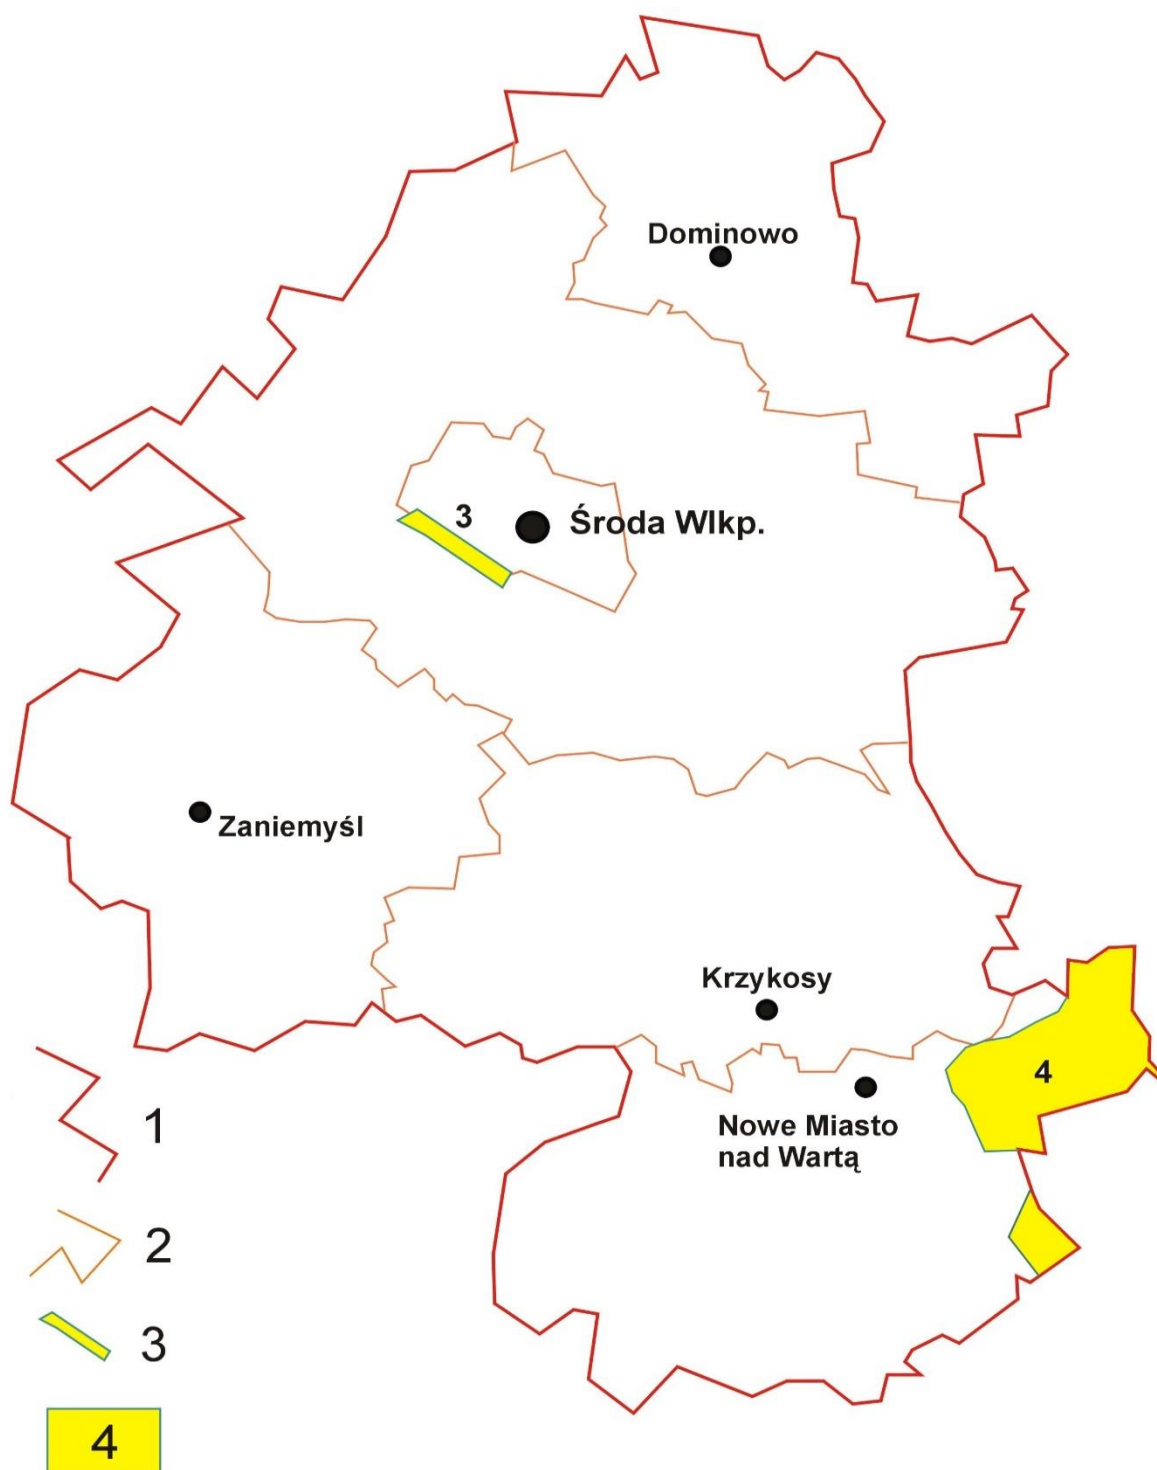 Dominowo
3
Środa Wlkp.
Zaniemyśl
Krzykosy
4
Nowe Miasto
nad Wartą
1
2
3
4